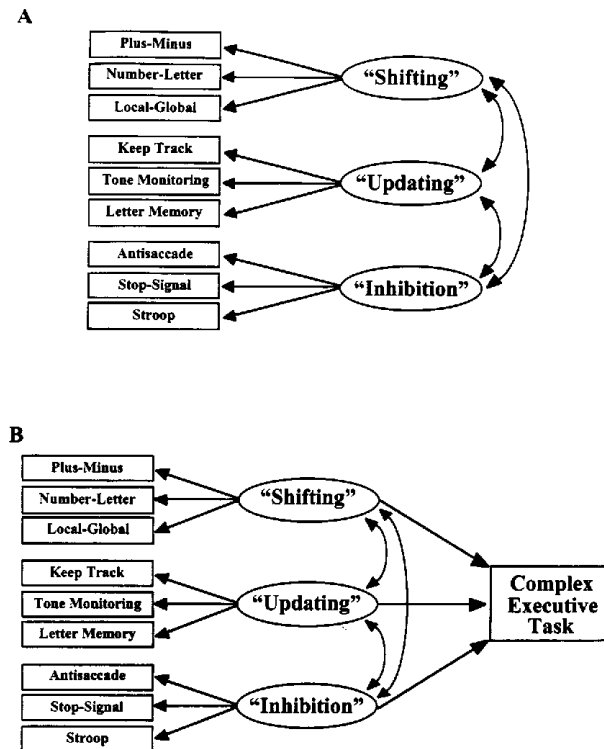 A
Plus-Minus
Number-Letter
Local-Global
“Shifting”
Keep Track
Tone Monitoring
Letter Memory
“Updating”
Antisaccade
Stop-Signal
Stroop
“Inhibition”
B
Plus-Minus
Number-Letter
Local-Global
“Shifting”
Keep Track
Tone Monitoring
Letter Memory
“Updating”
Complex
Executive
Task
Antisaccade
Stop-Signal
Stroop
“Inhibition”